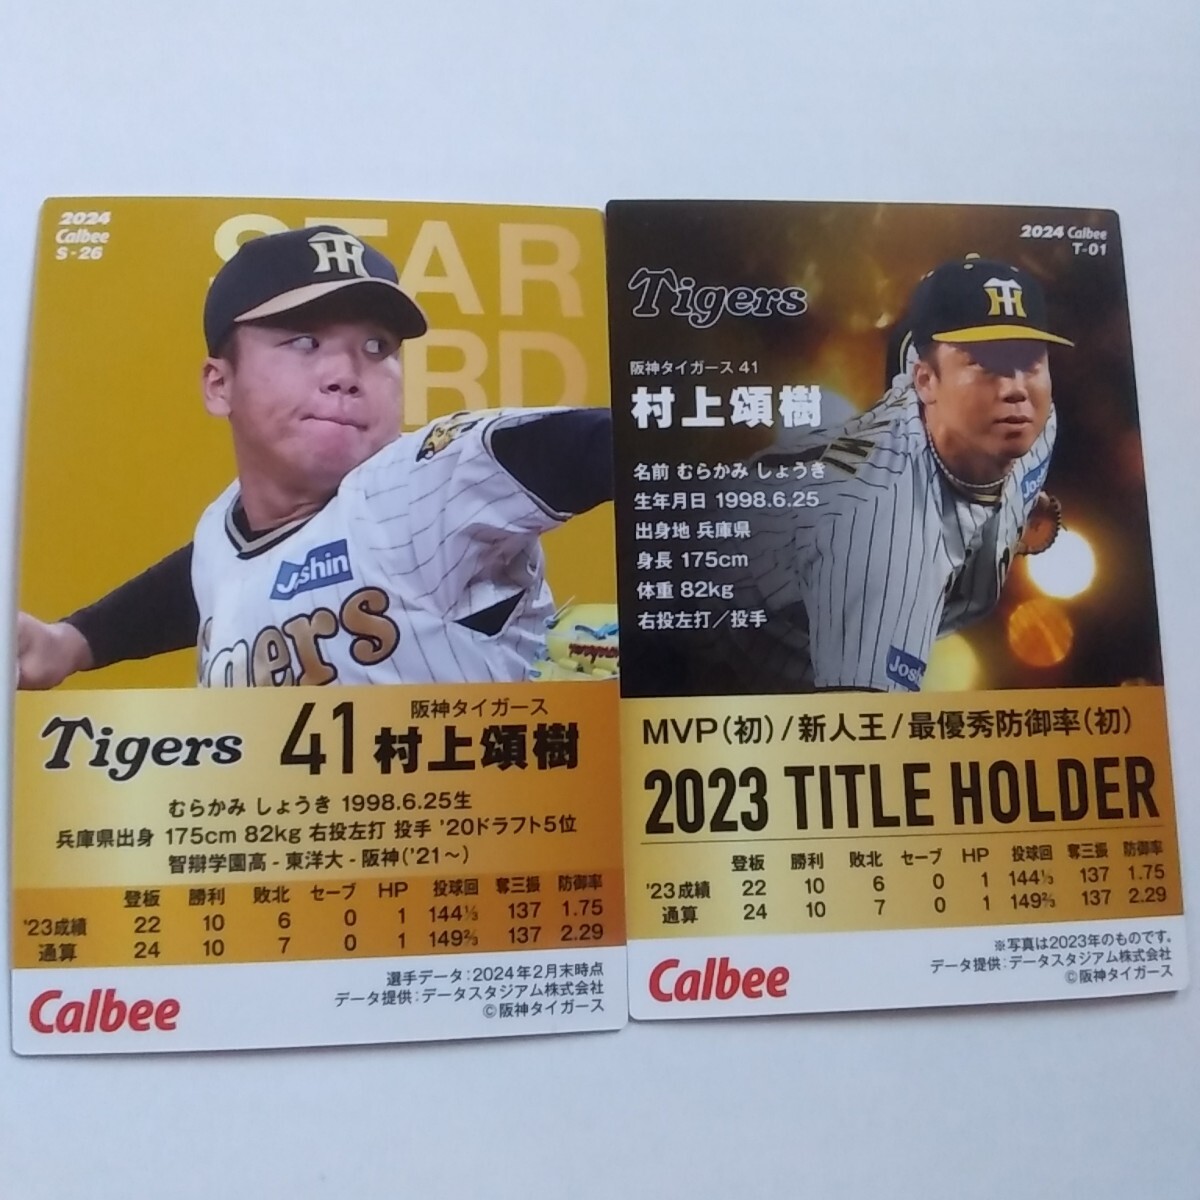 2024
Calbee
S-26
STAR
RD
Joshin
Tigers
41
阪神タイガース
村上頌樹
むらかみ しょうき 1998.6.25生
兵庫県出身 175cm 82kg 右投左打 投手 '20ドラフト5位
智辯学園高 - 東洋大 - 阪神('21~)
登板 勝利 敗北 セーブ HP 投球回 奪三振 防御率
'23成績 22 10 6 0 1 144⅓ 137 1.75
通算 24 10 7 0 1 149⅔ 137 2.29
選手データ:2024年2月末時点
データ提供:データスタジアム株式会社
©阪神タイガース
Calbee
2024 Calbee
T-01
Tigers
阪神タイガース 41
村上頌樹
名前 むらかみ しょうき
生年月日 1998.6.25
出身地 兵庫県
身長 175cm
体重 82kg
右投左打/投手
Joshin
MVP(初)/新人王/最優秀防御率(初)
2023 TITLE HOLDER
登板 勝利 敗北 セーブ HP 投球回 奪三振 防御率
'23成績 22 10 6 0 1 144⅓ 137 1.75
通算 24 10 7 0 1 149⅔ 137 2.29
※写真は2023年のものです。
データ提供:データスタジアム株式会社
©阪神タイガース
Calbee